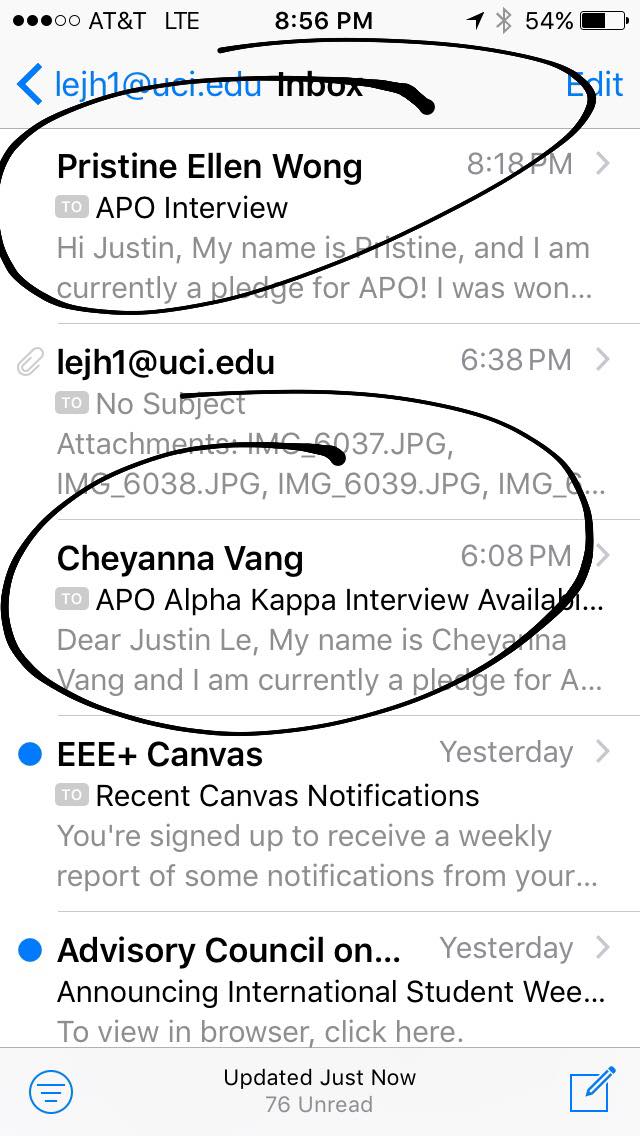 AT&T LTE 8:56 PM 54%
lejh1@uci.edu Inbox Edit
Pristine Ellen Wong 8:18 PM
TO APO Interview
Hi Justin, My name is Pristine, and I am
currently a pledge for APO! I was won...
lejh1@uci.edu 6:38 PM
TO No Subject
Attachments: IMG_6037.JPG,
IMG_6038.JPG, IMG_6039.JPG, IMG_6...
Cheyanna Vang 6:08 PM
TO APO Alpha Kappa Interview Availabi...
Dear Justin Le, My name is Cheyanna
Vang and I am currently a pledge for A...
EEE+ Canvas Yesterday
TO Recent Canvas Notifications
You're signed up to receive a weekly
report of some notifications from your...
Advisory Council on... Yesterday
Announcing International Student Wee...
To view in browser, click here.
Updated Just Now
76 Unread